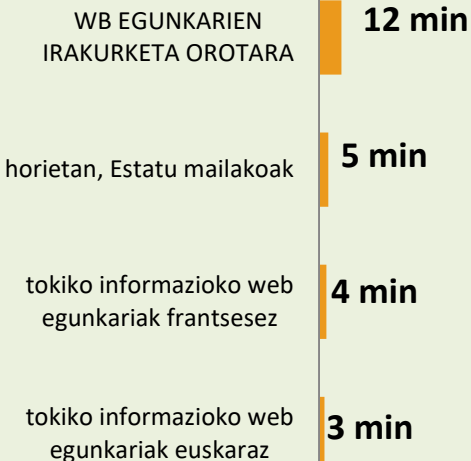 WB EGUNKARIEN
IRAKURKETA OROTARA
12 min
horietan, Estatu mailakoak
5 min
tokiko informazioko web
egunkariak frantsesez
4 min
tokiko informazioko web
egunkariak euskaraz
3 min